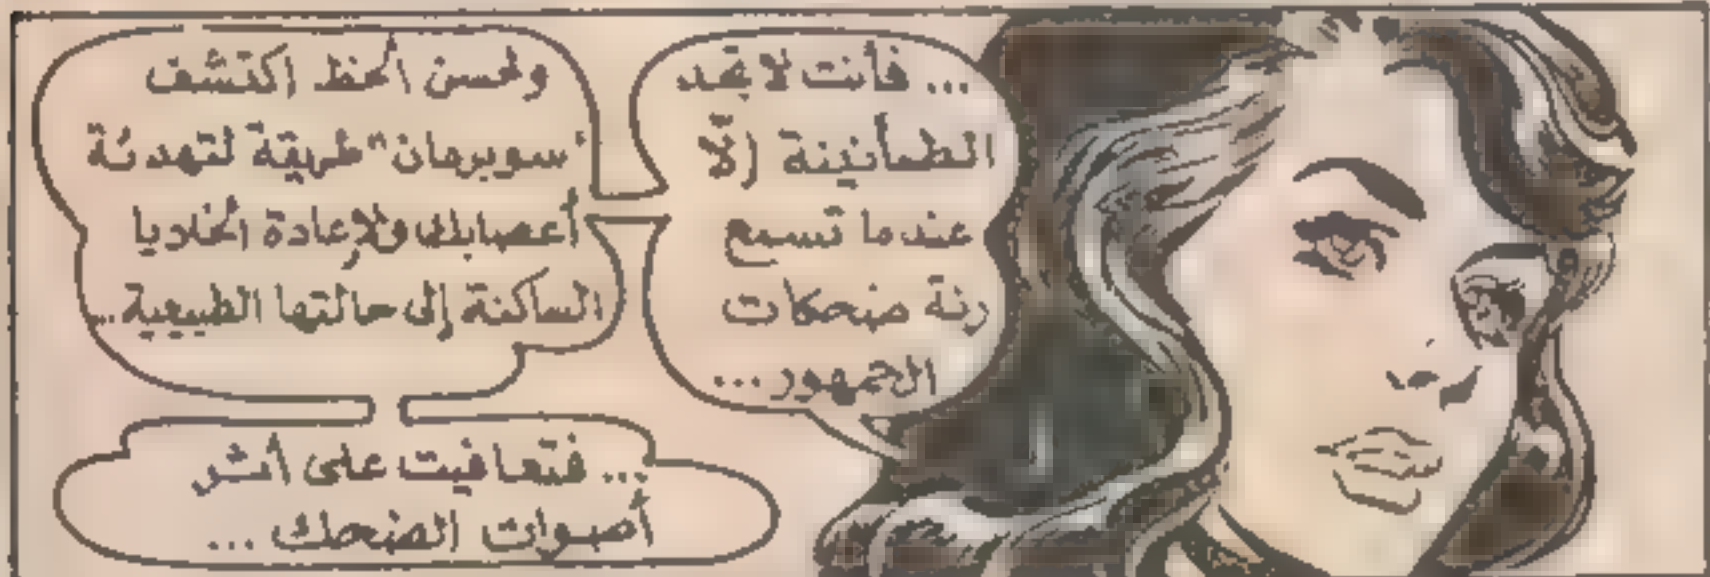 ... فأنت لا تجد
الطمأنينة إلّا
عندما تسمع
رنة ضحكات
الجمهور...
ولحسن الحظ اكتشف
"سوبرمان" طريقة لتهدئة
أعصابك ولإعادة الخلايا
الساكنة إلى حالتها الطبيعية...
... فتعافيت على أثر
أصوات الضحك ...